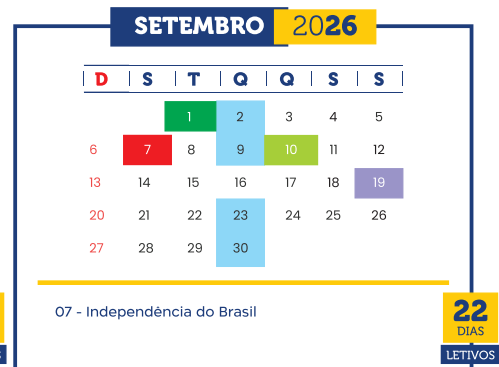 SETEMBRO 2026
D S T Q Q S S
1 2 3 4 5
6 7 8 9 10 11 12
13 14 15 16 17 18 19
20 21 22 23 24 25 26
27 28 29 30
07 - Independência do Brasil
22
DIAS
LETIVOS